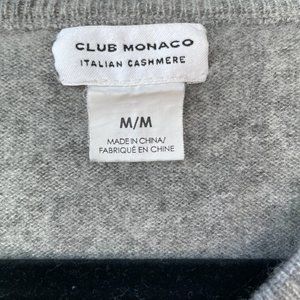 CLUB MONACO
ITALIAN CASHMERE
M/M
MADE IN CHINA/
FABRIQUÉ EN CHINE